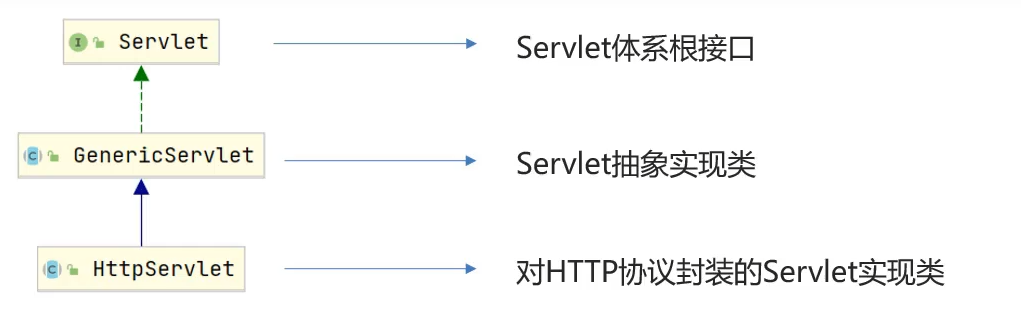 I Servlet
Servlet体系根接口
C GenericServlet
Servlet抽象实现类
C HttpServlet
对HTTP协议封装的Servlet实现类